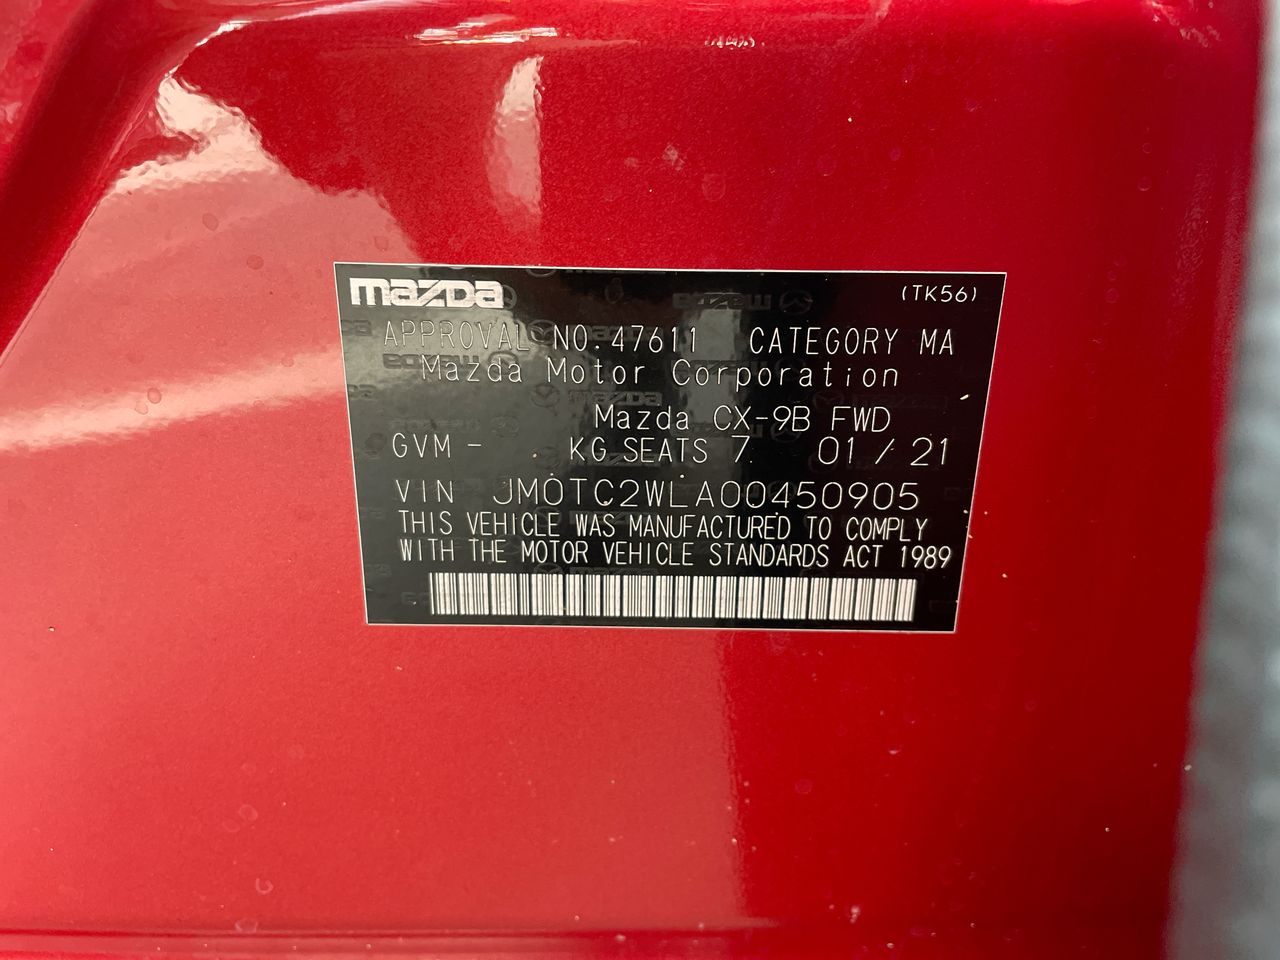 mazda (TK56)
APPROVAL NO. 47611 CATEGORY MA
Mazda Motor Corporation
Mazda CX-9B FWD
GVM - KG SEATS 7 01 / 21
VIN JM0TC2WLA00450905
THIS VEHICLE WAS MANUFACTURED TO COMPLY
WITH THE MOTOR VEHICLE STANDARDS ACT 1989